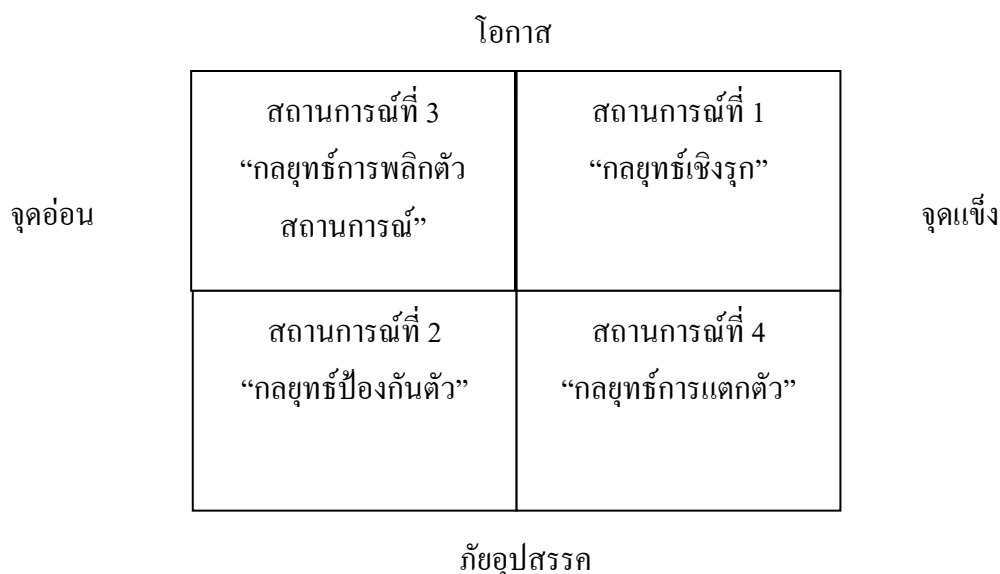 โอกาส
สถานการณ์ที่ 3
“กลยุทธ์การพลิกตัว
สถานการณ์”
สถานการณ์ที่ 1
“กลยุทธ์เชิงรุก”
จุดอ่อน
จุดแข็ง
สถานการณ์ที่ 2
“กลยุทธ์ป้องกันตัว”
สถานการณ์ที่ 4
“กลยุทธ์การแตกตัว”
ภัยอุปสรรค